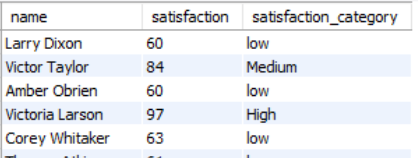 name satisfaction satisfaction_category
Larry Dixon 60 low
Victor Taylor 84 Medium
Amber Obrien 60 low
Victoria Larson 97 High
Corey Whitaker 63 low